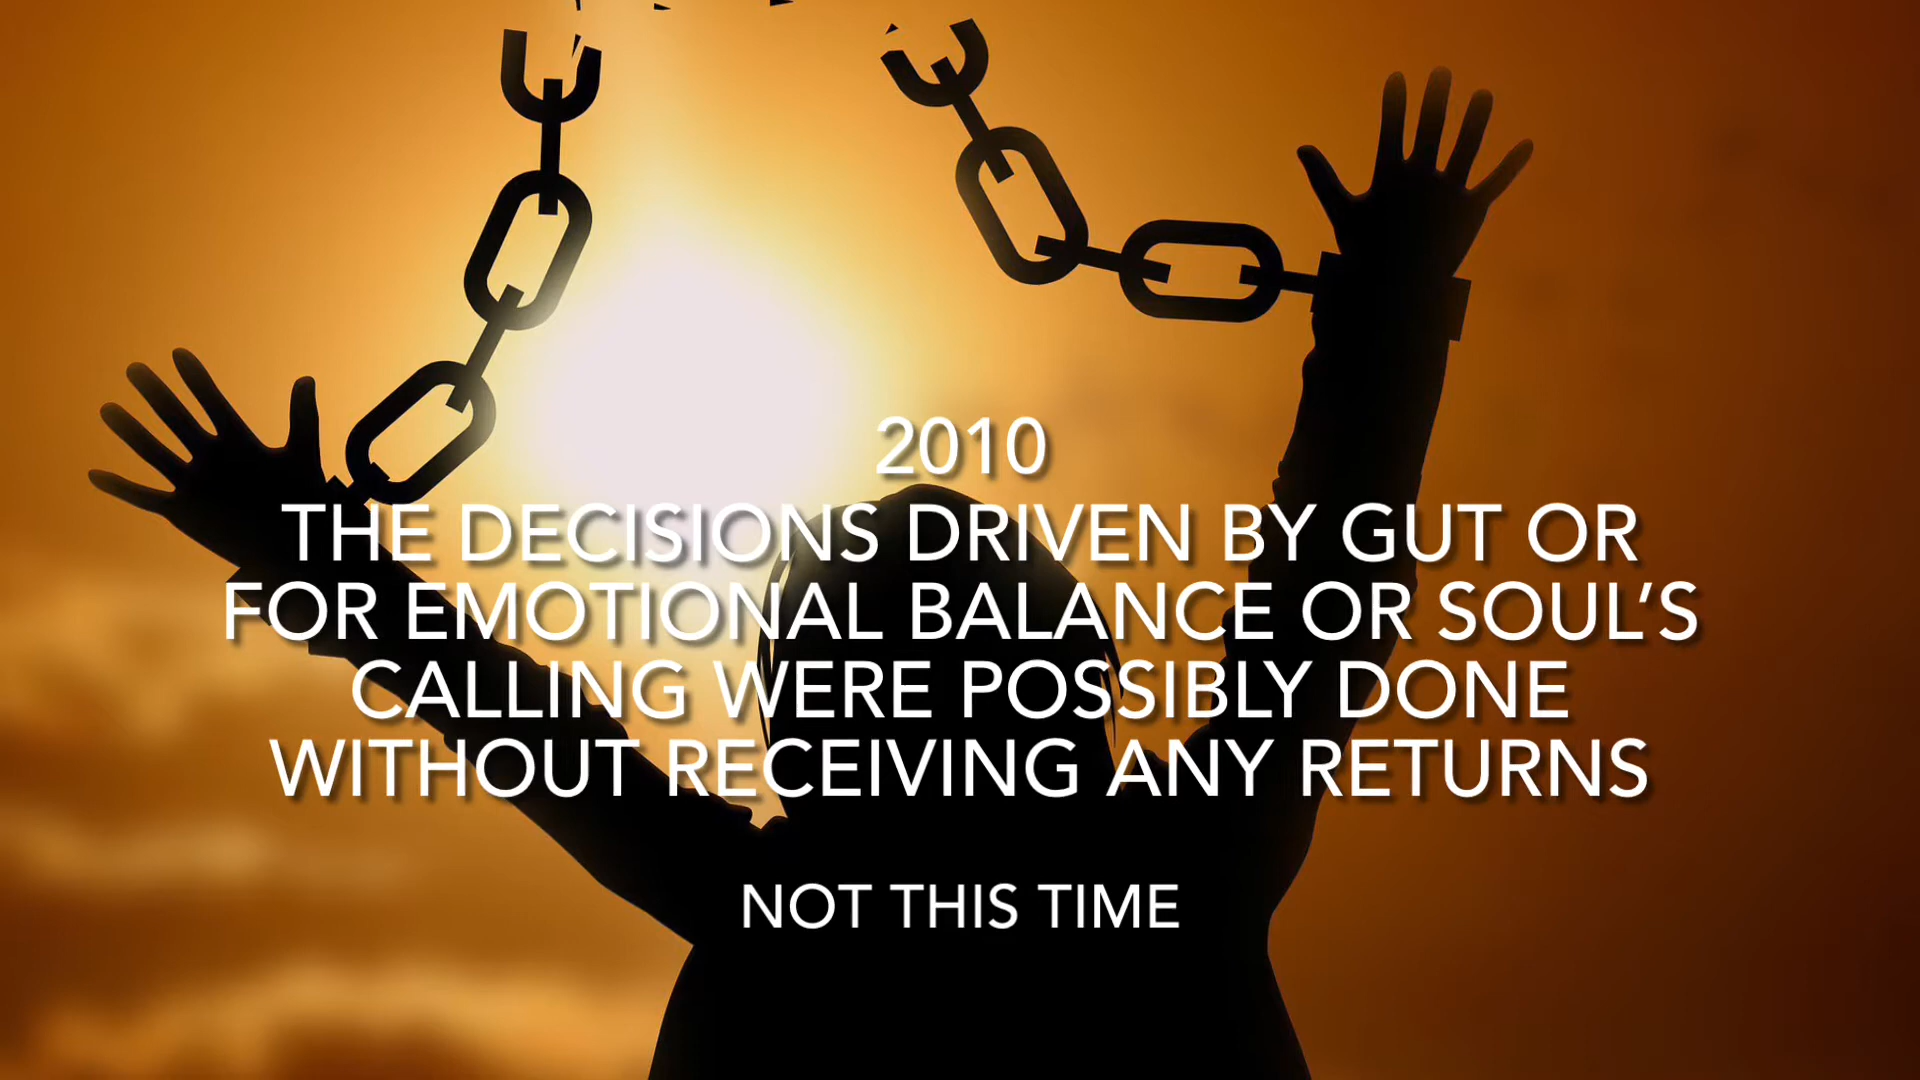 2010
THE DECISIONS DRIVEN BY GUT OR
FOR EMOTIONAL BALANCE OR SOUL’S
CALLING WERE POSSIBLY DONE
WITHOUT RECEIVING ANY RETURNS
NOT THIS TIME